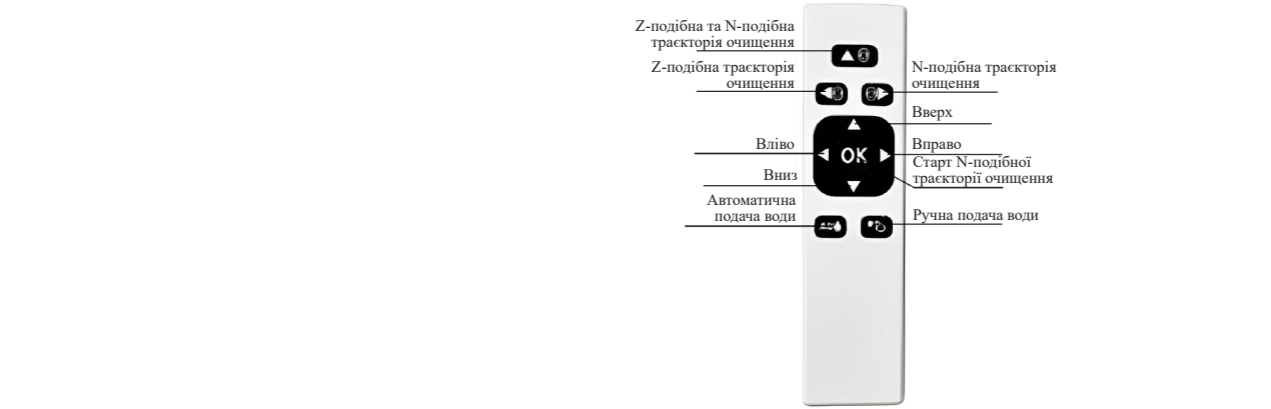 Z-подібна та N-подібна
траєкторія очищення
Z-подібна траєкторія
очищення
N-подібна траєкторія
очищення
Вверх
Вліво
OK
Вправо
Вниз
Старт N-подібної
траєкторії очищення
Автоматична
подача води
Ручна подача води